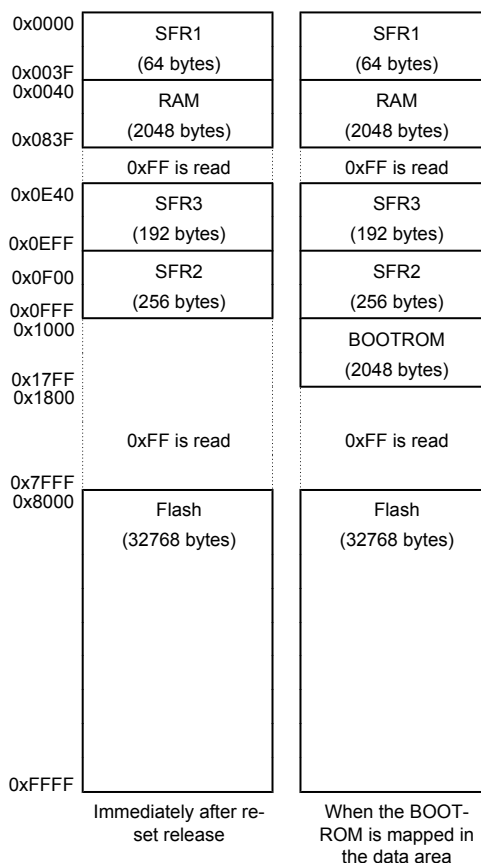 0x0000
SFR1
SFR1
(64 bytes)
(64 bytes)
0x003F
0x0040
RAM
RAM
(2048 bytes)
(2048 bytes)
0x083F
0xFF is read
0xFF is read
0x0E40
SFR3
SFR3
(192 bytes)
(192 bytes)
0x0EFF
SFR2
SFR2
0x0F00
(256 bytes)
(256 bytes)
0x0FFF
0x1000
BOOTROM
(2048 bytes)
0x17FF
0x1800
0xFF is read
0xFF is read
0x7FFF
0x8000
Flash
Flash
(32768 bytes)
(32768 bytes)
0xFFFF
Immediately after re-
set release
When the BOOT-
ROM is mapped in
the data area